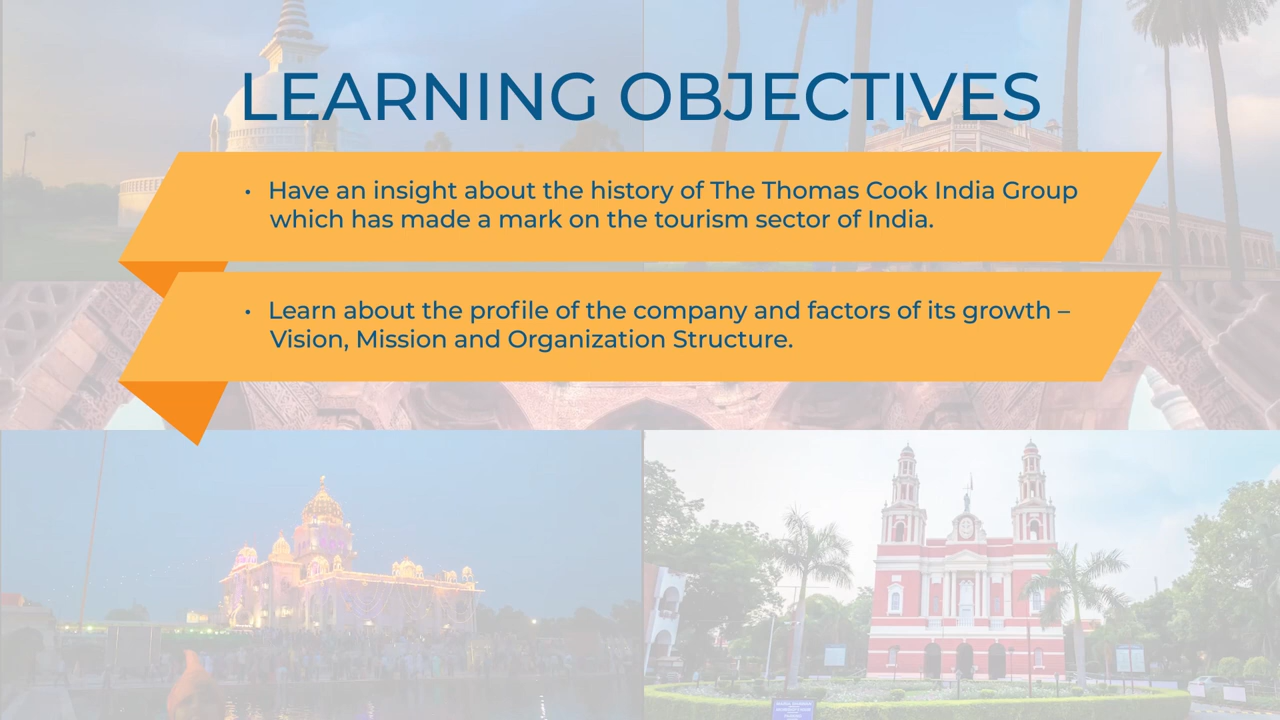 LEARNING OBJECTIVES
• Have an insight about the history of The Thomas Cook India Group
which has made a mark on the tourism sector of India.
• Learn about the profile of the company and factors of its growth –
Vision, Mission and Organization Structure.